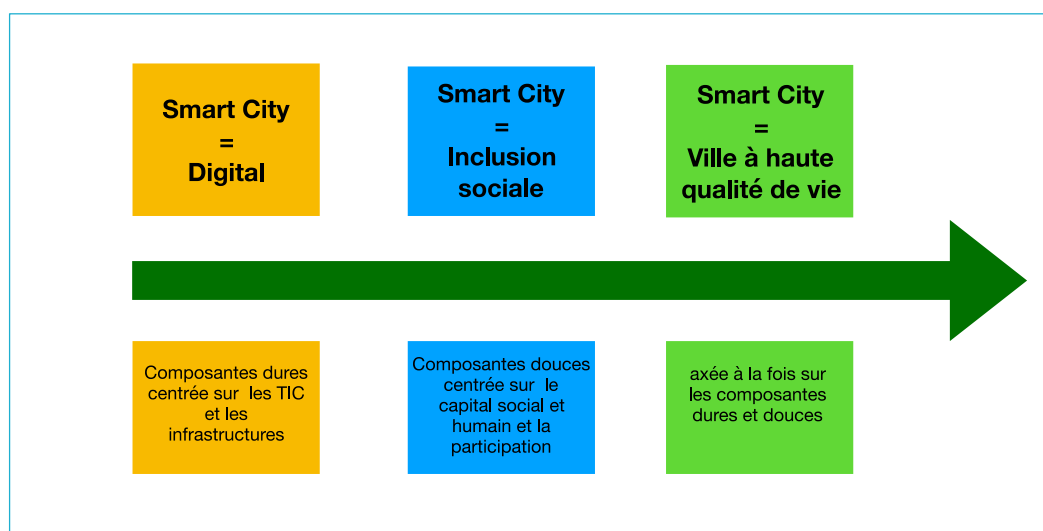 Smart City
=
Digital
Smart City
=
Inclusion
sociale
Smart City
=
Ville à haute
qualité de vie
Composantes dures
centrée sur les TIC
et les
infrastructures
Composantes douces
centrée sur le
capital social et
humain et la
participation
axée à la fois sur
les composantes
dures et douces